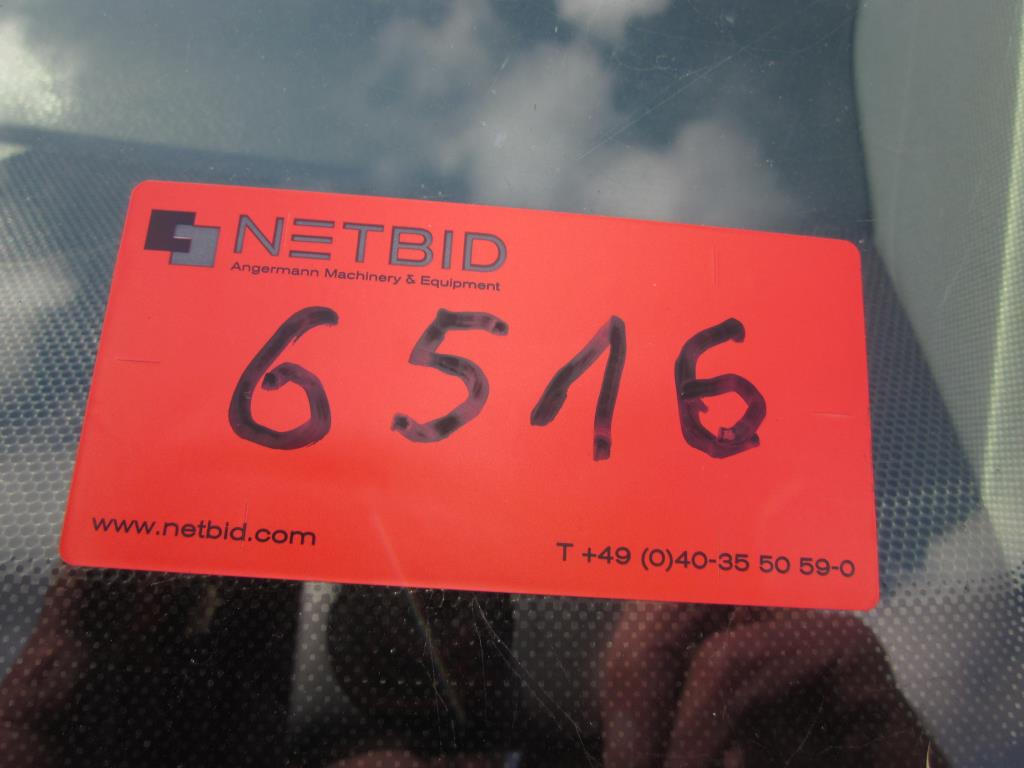 NETBID
Angermann Machinery & Equipment
6516
www.netbid.com
T +49 (0)40-35 50 59-0